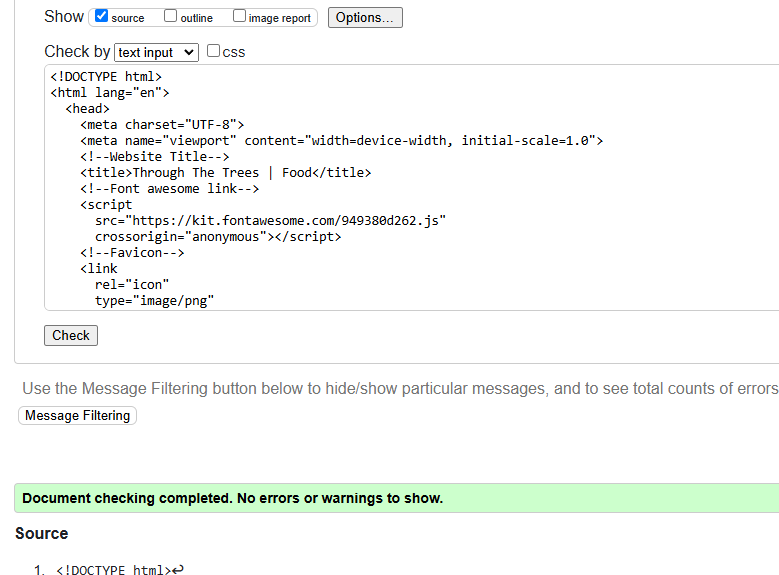 Show source outline image report Options...
Check by text input css
<!DOCTYPE html>
<html lang="en">
  <head>
    <meta charset="UTF-8">
    <meta name="viewport" content="width=device-width, initial-scale=1.0">
    <!--Website Title-->
    <title>Through The Trees | Food</title>
    <!--Font awesome link-->
    <script
      src="https://kit.fontawesome.com/949380d262.js"
      crossorigin="anonymous"></script>
    <!--Favicon-->
    <link
      rel="icon"
      type="image/png"
Check
Use the Message Filtering button below to hide/show particular messages, and to see total counts of errors
Message Filtering
Document checking completed. No errors or warnings to show.
Source
1. <!DOCTYPE html>↩